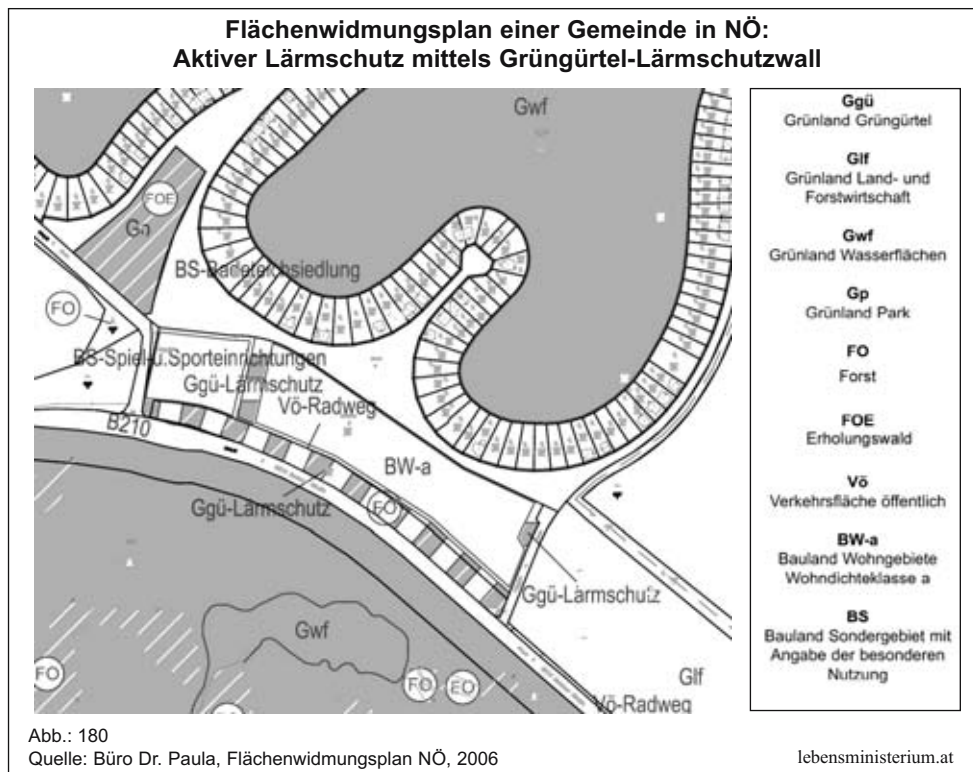 Flächenwidmungsplan einer Gemeinde in NÖ:
Aktiver Lärmschutz mittels Grüngürtel-Lärmschutzwall
Gwf
FOE
Gp
BS-Badeteichsiedlung
FO
BS-Spiel-u.Sporteinrichtungen
Ggü-Lärmschutz
Vö-Radweg
B210
BW-a
Ggü-Lärmschutz
FO
Ggü-Lärmschutz
Gwf
FO
FO
Glf
Vö-Radweg
Ggü
Grünland Grüngürtel
Glf
Grünland Land- und
Forstwirtschaft
Gwf
Grünland Wasserflächen
Gp
Grünland Park
FO
Forst
FOE
Erholungswald
Vö
Verkehrsfläche öffentlich
BW-a
Bauland Wohngebiete
Wohndichteklasse a
BS
Bauland Sondergebiet mit
Angabe der besonderen
Nutzung
Abb.: 180
Quelle: Büro Dr. Paula, Flächenwidmungsplan NÖ, 2006
lebensministerium.at